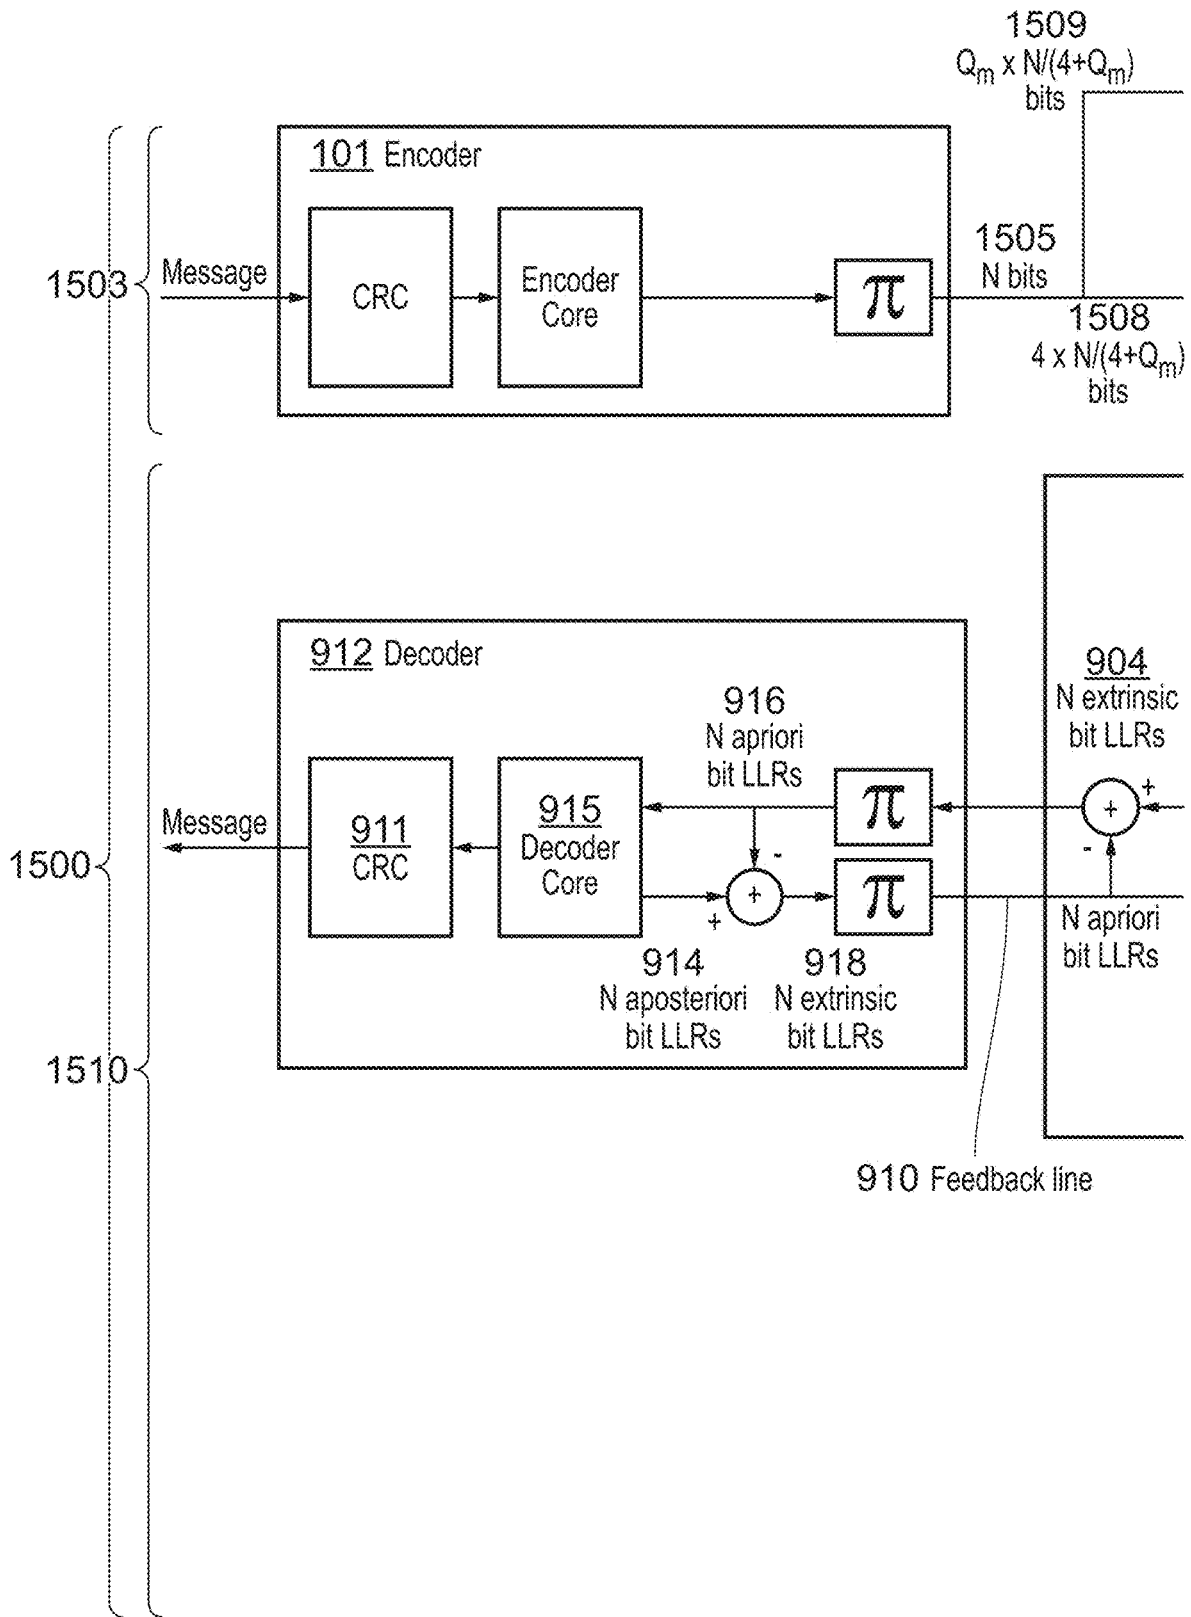 1509
Qm x N/(4+Qm)
bits
101 Encoder
1503
Message
CRC
Encoder
Core
π
1505
N bits
1508
4 x N/(4+Qm)
bits
912 Decoder
904
N extrinsic
bit LLRs
916
N apriori
bit LLRs
+
+
-
π
Message
911
CRC
915
Decoder
Core
-
+
+
π
1500
N apriori
bit LLRs
914
N aposteriori
bit LLRs
918
N extrinsic
bit LLRs
1510
910 Feedback line